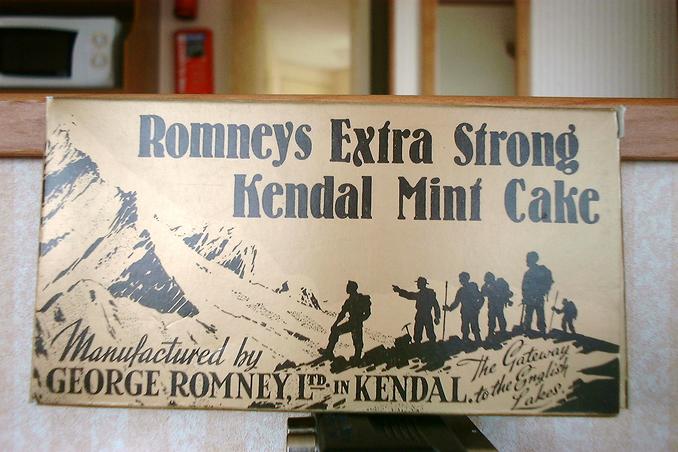 Romneys Extra Strong
Kendal Mint Cake
Manufactured by
GEORGE ROMNEY, LTD. IN KENDAL.
The Gateway
to the English
Lakes.